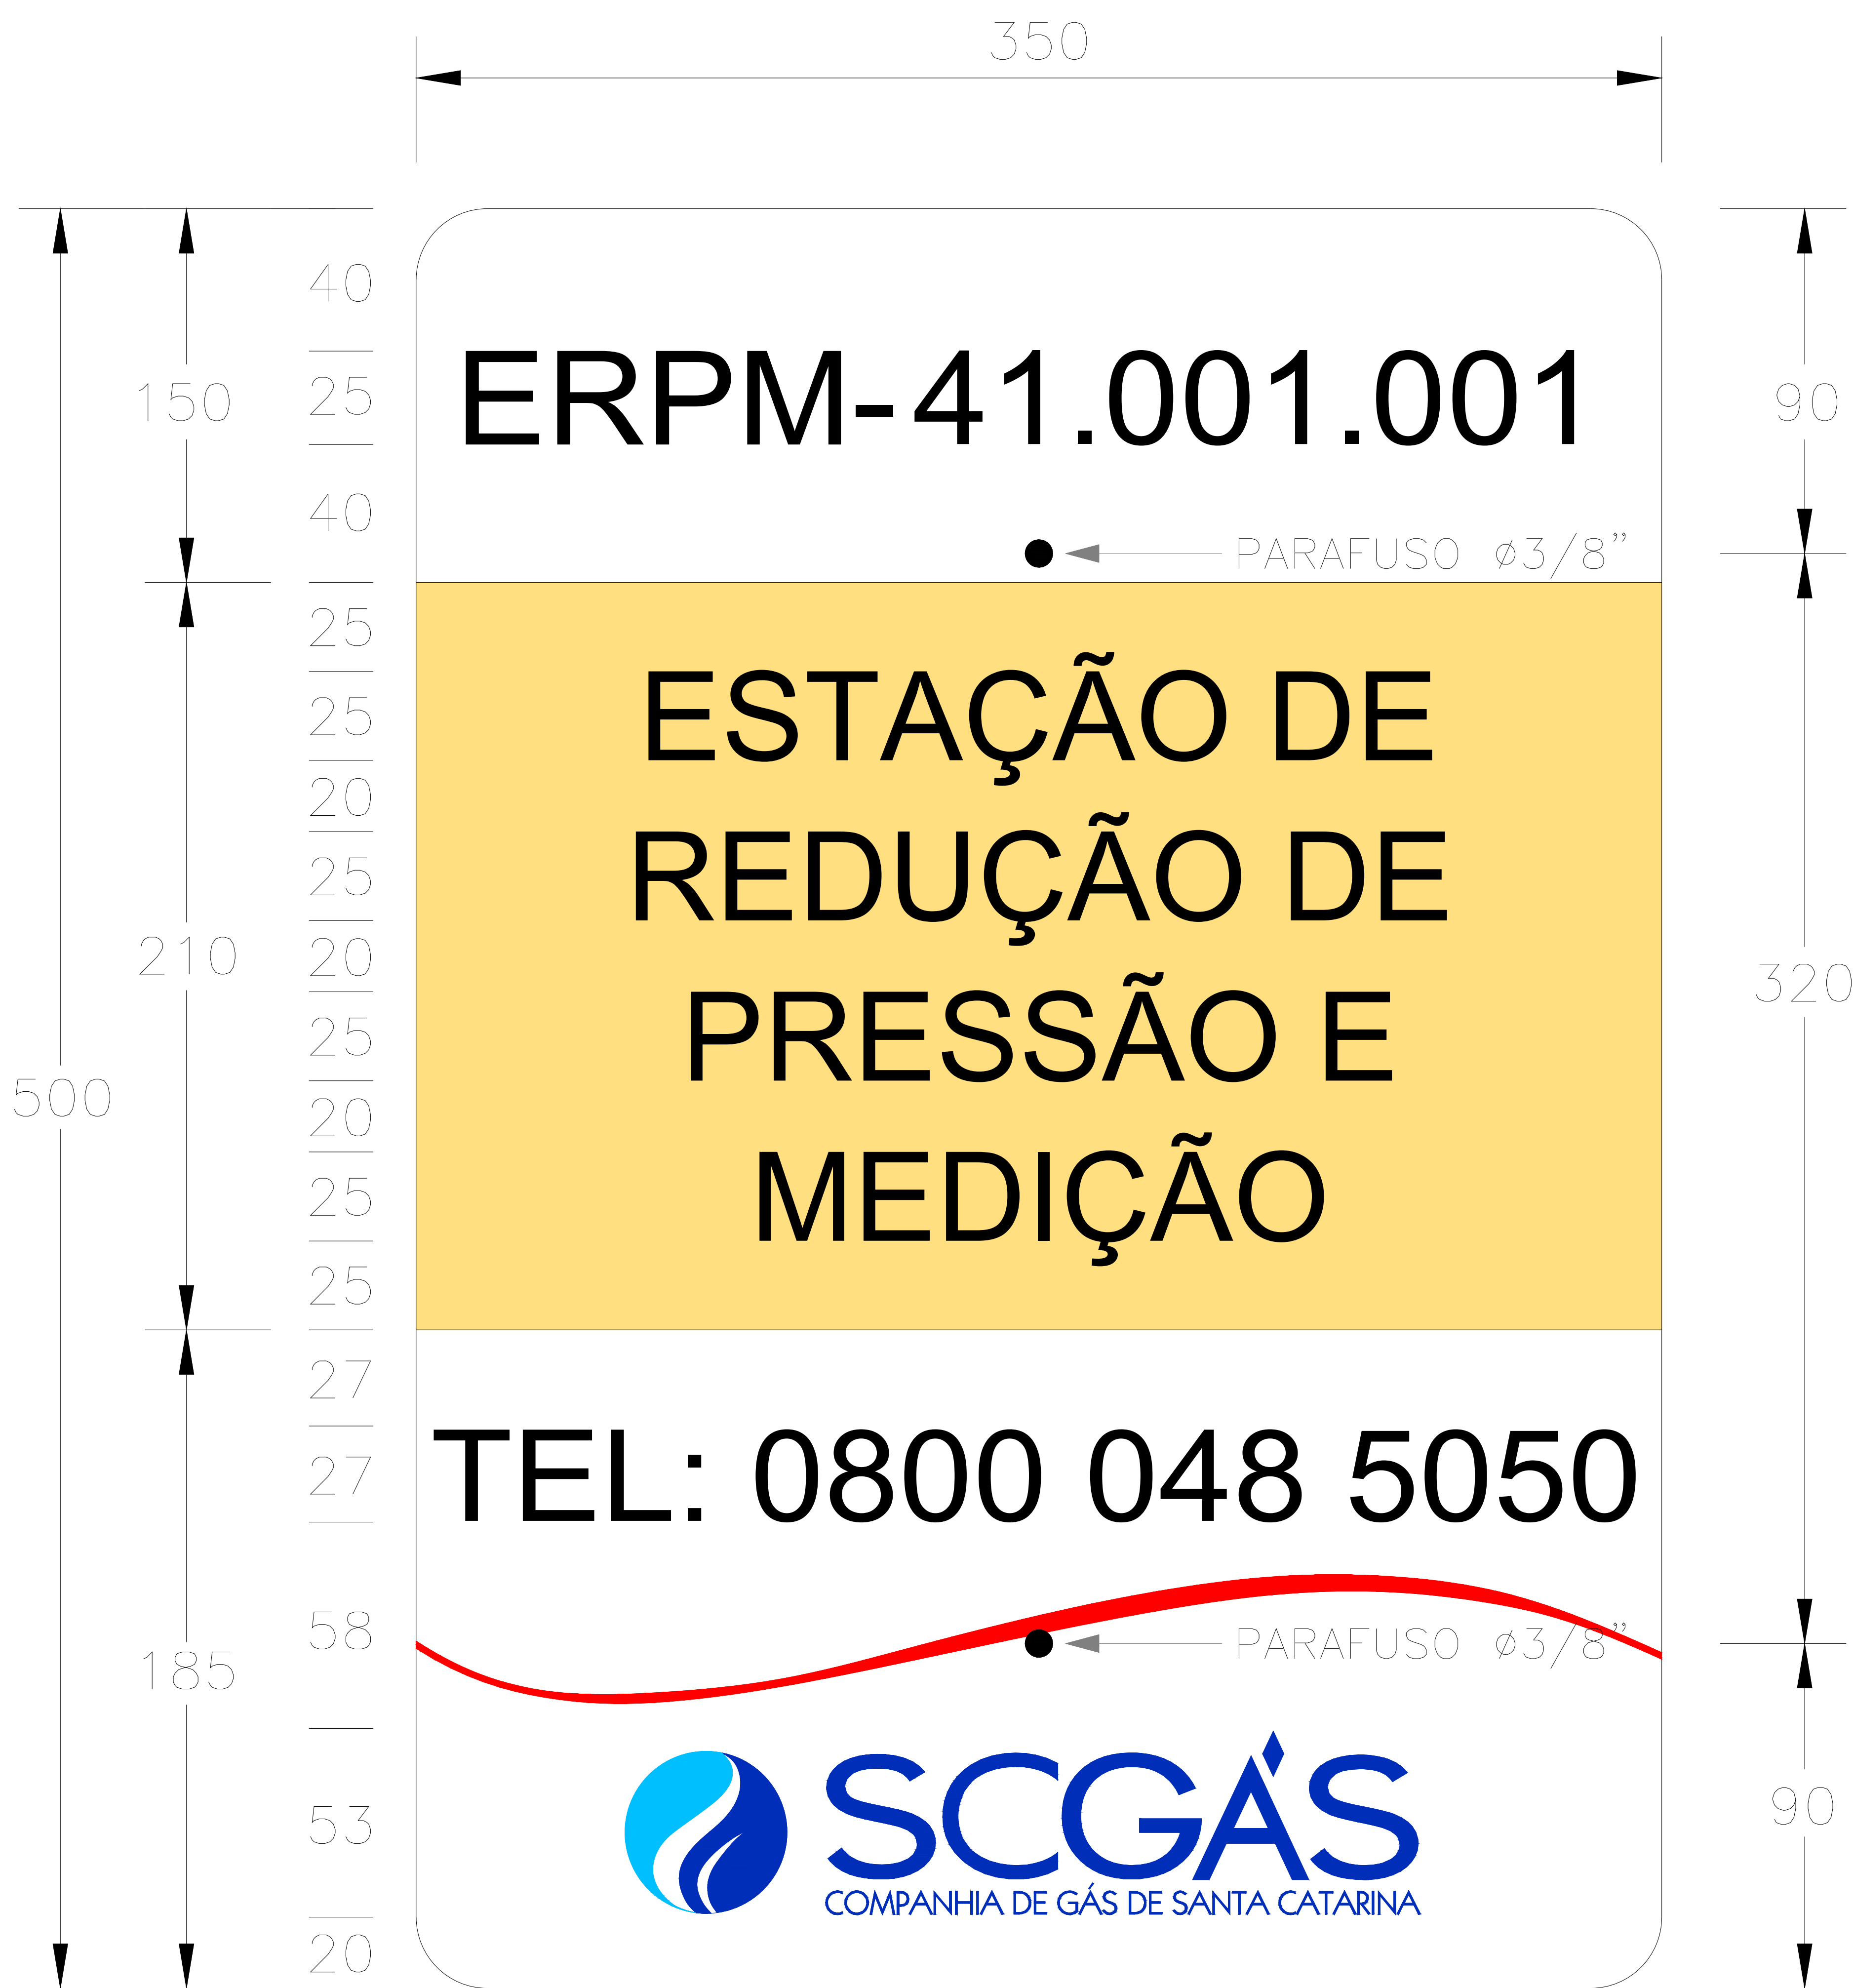 350
40
ERPM-41.001.001
25
150
90
40
PARAFUSO ø3/8”
25
ESTAÇÃO DE
25
20
REDUÇÃO DE
25
210
20
320
PRESSÃO E
25
500
20
MEDIÇÃO
25
25
27
TEL: 0800 048 5050
27
58
PARAFUSO ø3/8”
185
SCGÁS
53
90
COMPANHIA DE GÁS DE SANTA CATARINA
20